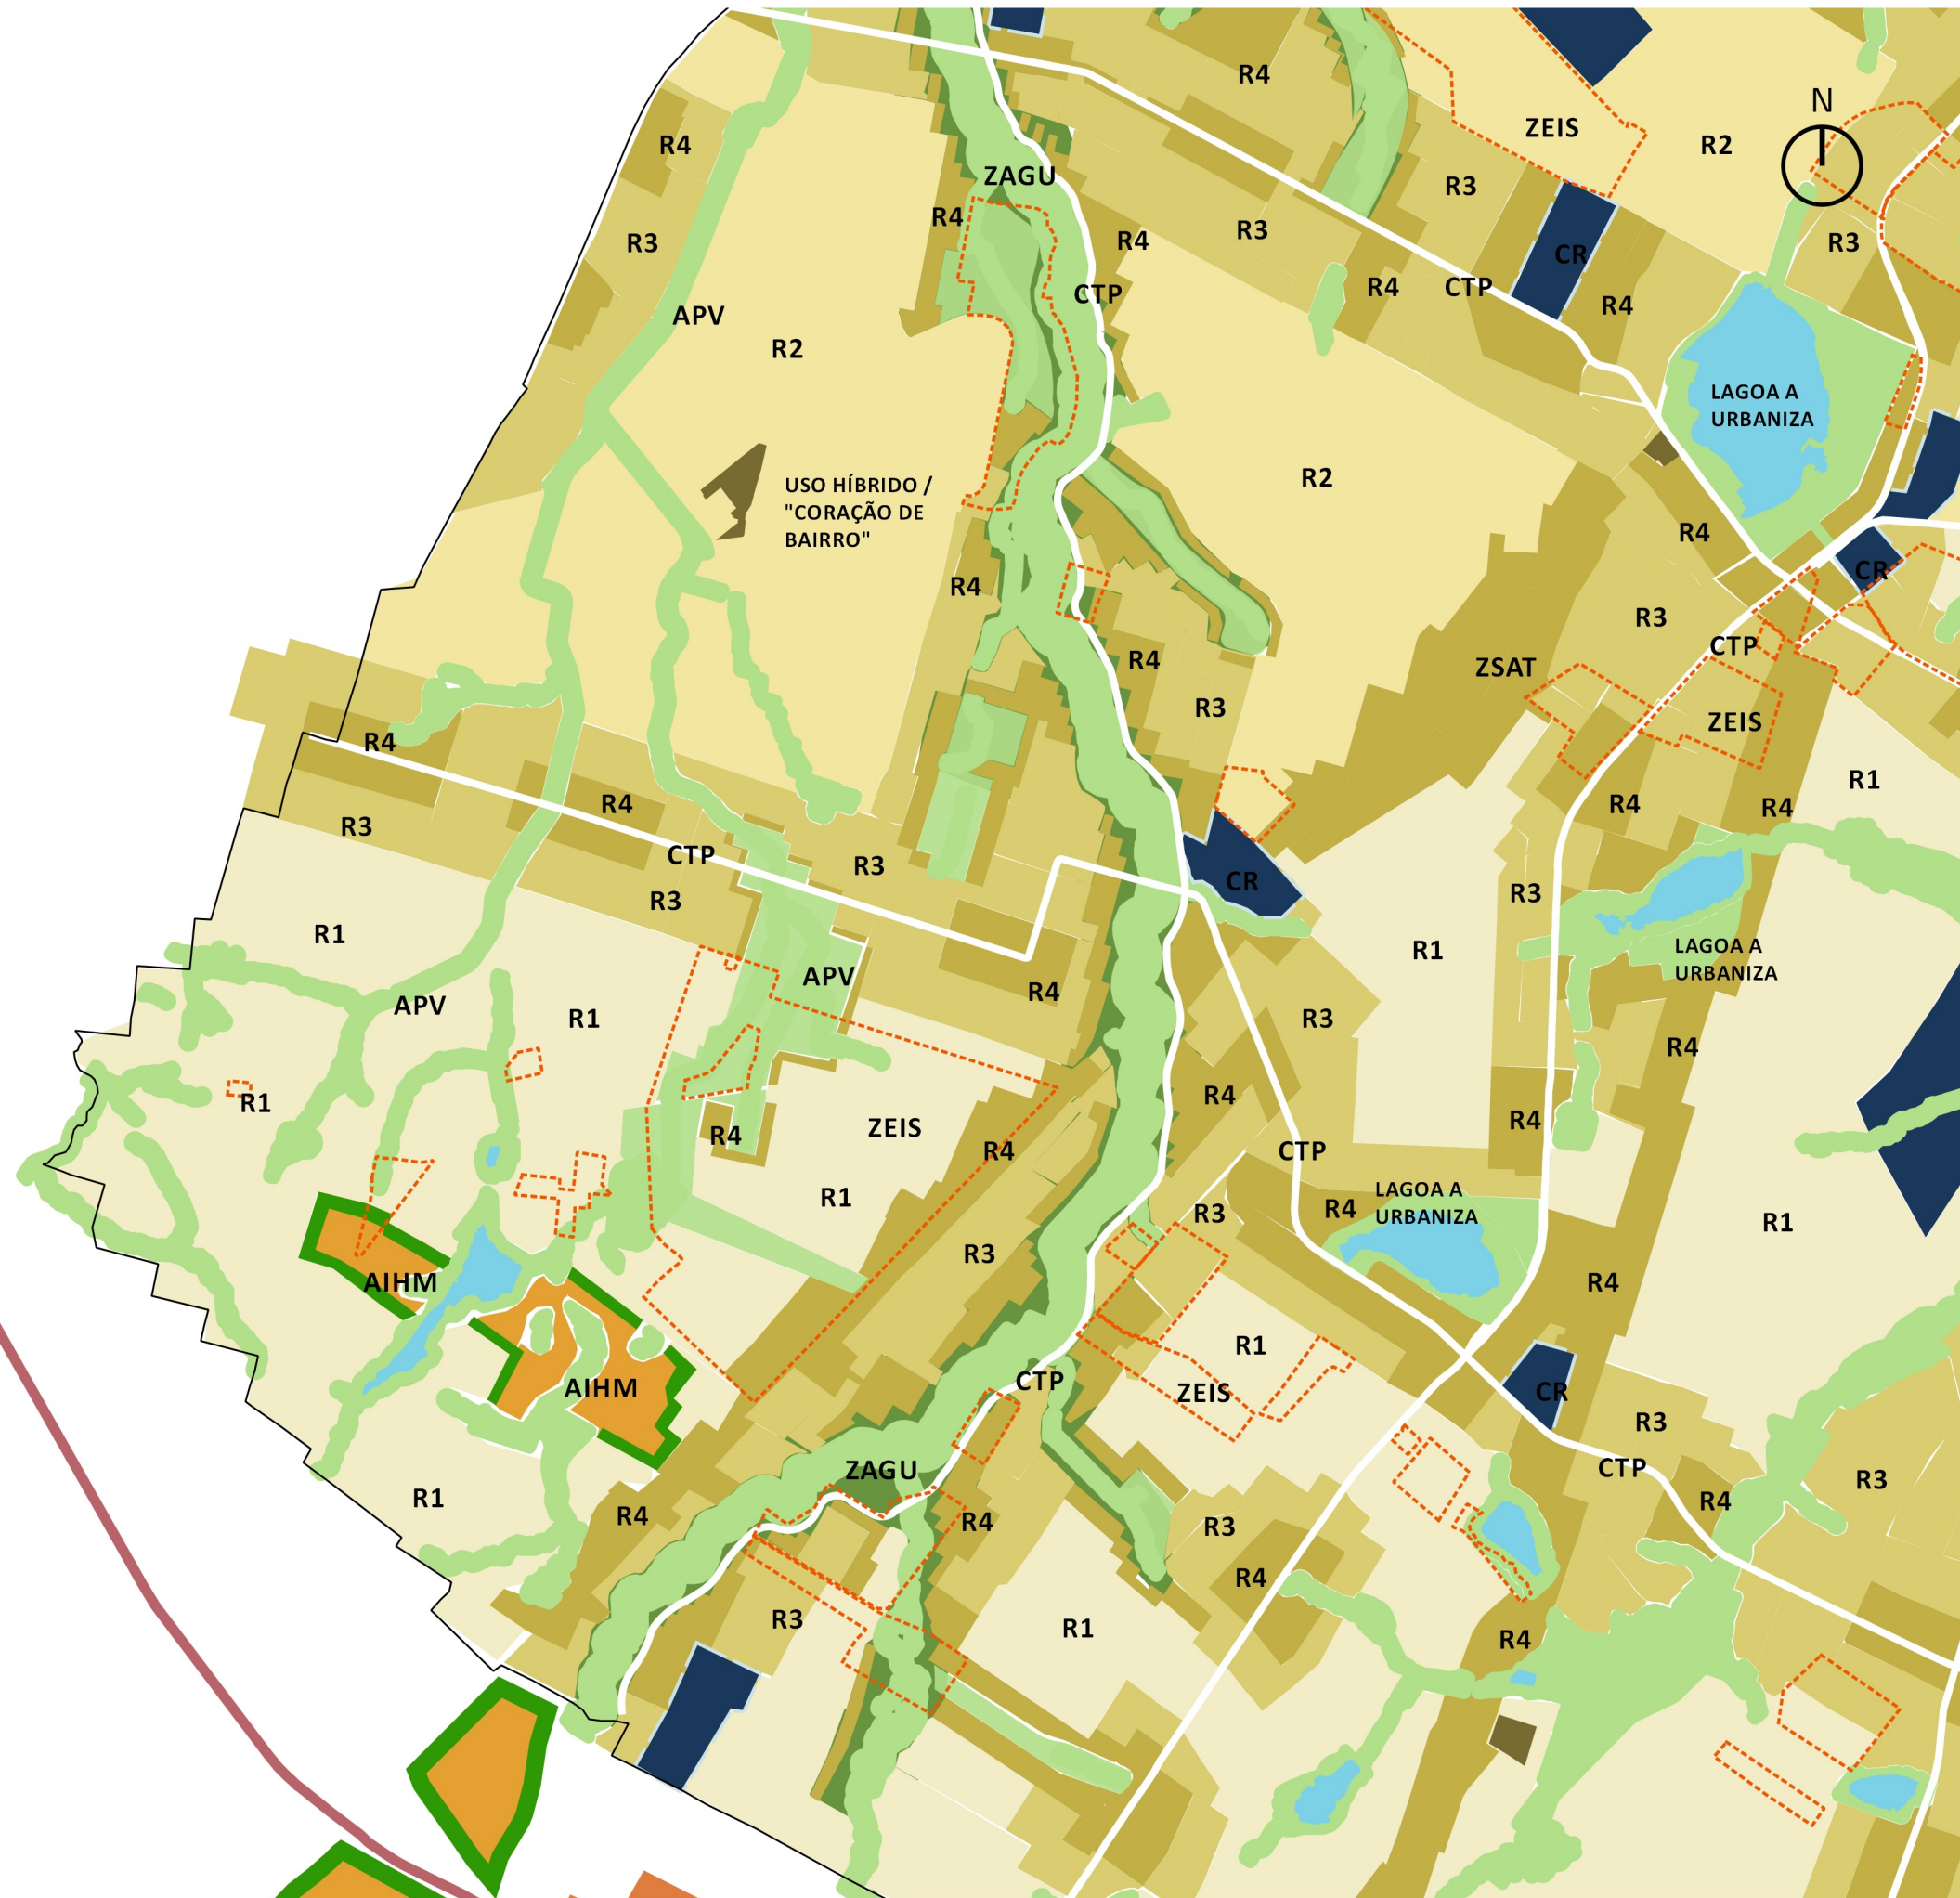 R4
N
ZEIS
R2
R4
ZAGU
R3
R4
R3
R4
R3
R3
CR
R4
CTP
CTP
R4
APV
R2
LAGOA A
URBANIZA
R2
USO HÍBRIDO /
"CORAÇÃO DE
BAIRRO"
R4
CR
R4
R3
CTP
R4
ZSAT
R3
ZEIS
R4
R1
R4
R4
R4
R3
CTP
R3
CR
R3
R3
R1
R1
LAGOA A
URBANIZA
APV
R4
APV
R1
R3
R4
R4
R1
ZEIS
R4
R4
R4
CTP
R1
R3
R4
LAGOA A
URBANIZA
R1
R3
AIHM
R4
R1
CTP
AIHM
ZEIS
CR
R3
ZAGU
CTP
R3
R1
R4
R4
R4
R3
R4
R3
R1
R4